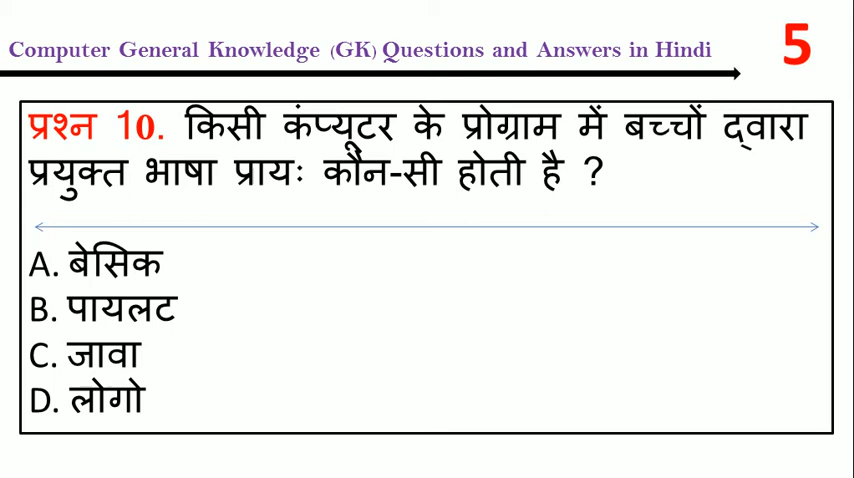 Computer General Knowledge (GK) Questions and Answers in Hindi
5
प्रश्न 10. किसी कंप्यूटर के प्रोग्राम में बच्चों द्वारा
प्रयुक्त भाषा प्रायः कौन-सी होती है ?
A. बेसिक
B. पायलट
C. जावा
D. लोगो